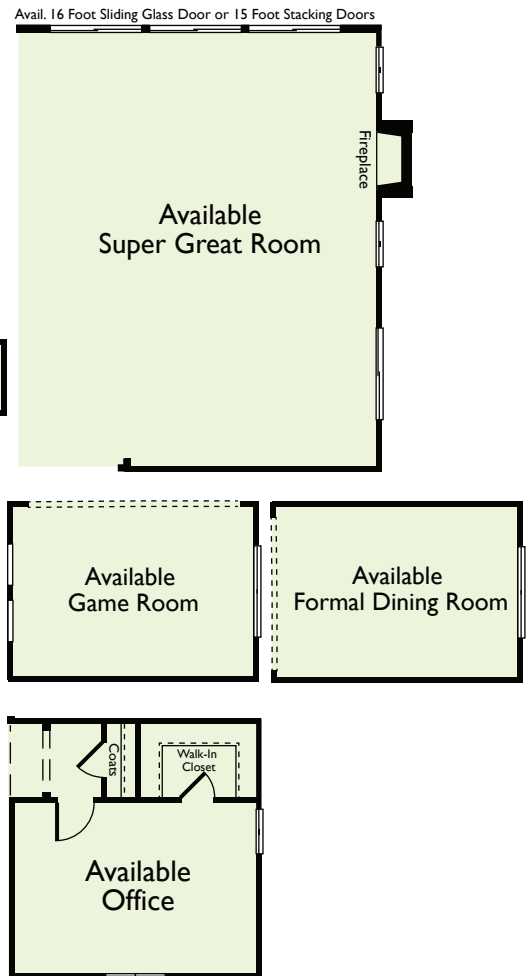 Avail. 16 Foot Sliding Glass Door or 15 Foot Stacking Doors
Fireplace
Available
Super Great Room
Available
Game Room
Available
Formal Dining Room
Coats
Walk-In
Closet
Available
Office